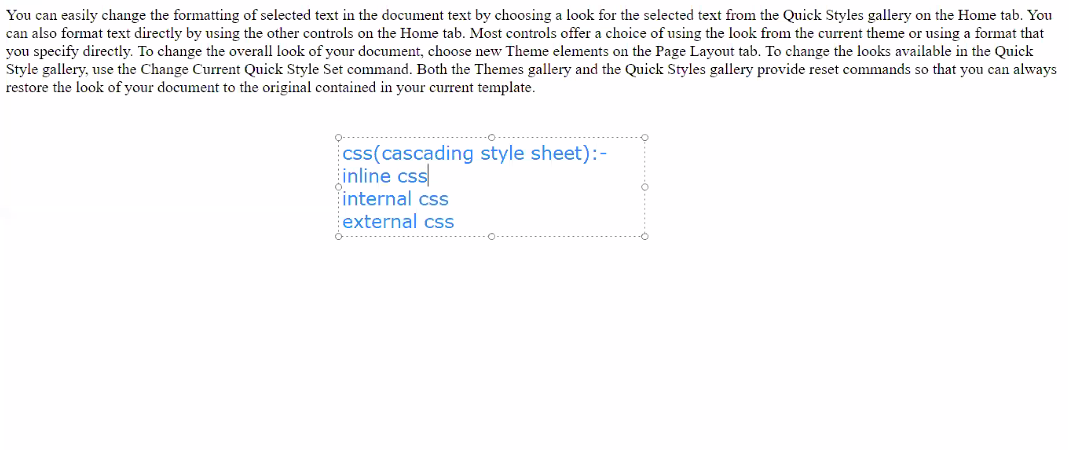 You can easily change the formatting of selected text in the document text by choosing a look for the selected text from the Quick Styles gallery on the Home tab. You
can also format text directly by using the other controls on the Home tab. Most controls offer a choice of using the look from the current theme or using a format that
you specify directly. To change the overall look of your document, choose new Theme elements on the Page Layout tab. To change the looks available in the Quick
Style gallery, use the Change Current Quick Style Set command. Both the Themes gallery and the Quick Styles gallery provide reset commands so that you can always
restore the look of your document to the original contained in your current template.
css(cascading style sheet):-
inline css
internal css
external css